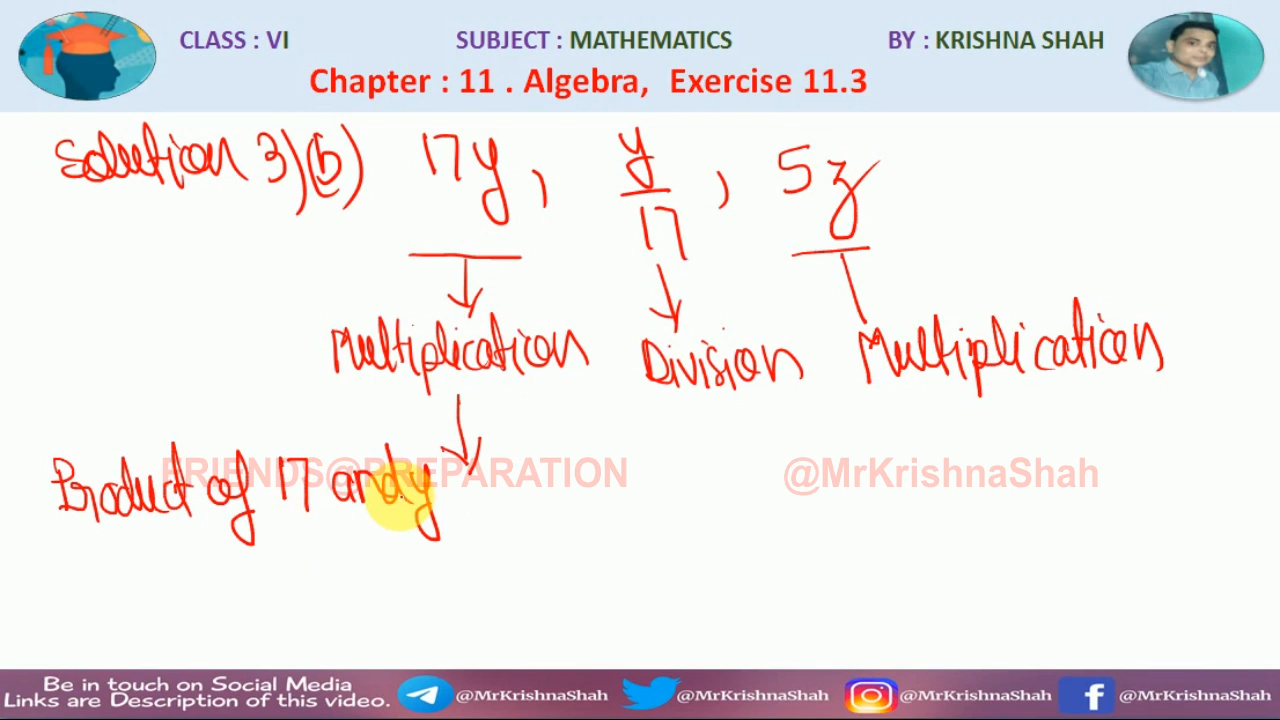 CLASS : VI SUBJECT : MATHEMATICS BY : KRISHNA SHAH
Chapter : 11 . Algebra, Exercise 11.3
Solution 3)(b) 17y, y/17, 5z
Multiplication Division Multiplication
Product of 17 and y
FRIENDS@PREPARATION @MrKrishnaShah
Be in touch on Social Media
Links are Description of this video. @MrKrishnaShah @MrKrishnaShah @MrKrishnaShah @MrKrishnaShah